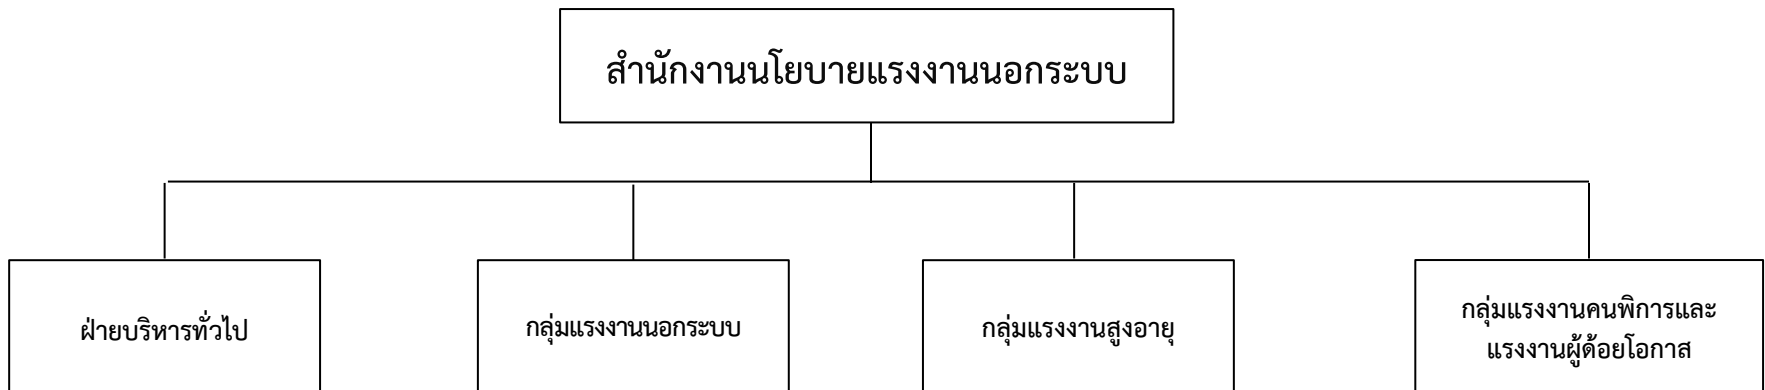 สำนักงานนโยบายแรงงานนอกระบบ
ฝ่ายบริหารทั่วไป
กลุ่มแรงงานนอกระบบ
กลุ่มแรงงานสูงอายุ
กลุ่มแรงงานคนพิการและ
แรงงานผู้ด้อยโอกาส